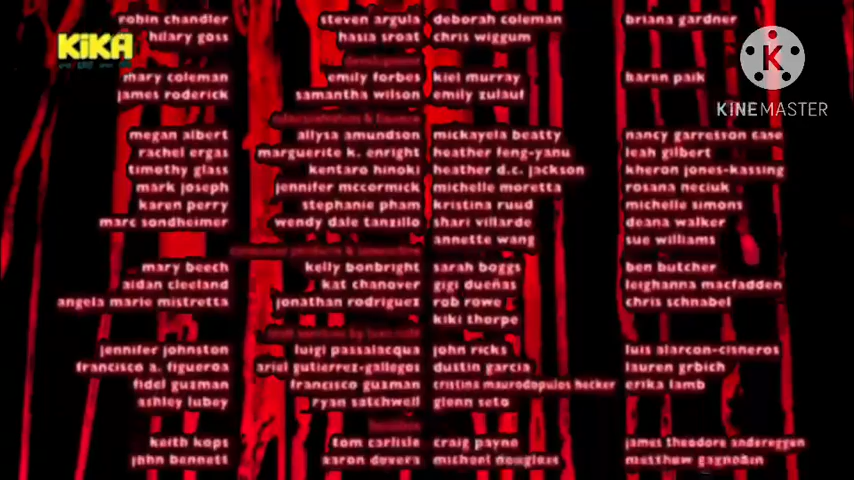 robin chandler steven argula deborah coleman briana gardner
hilary goss hasia sroat chris wiggum
KiKA
KINEMASTER
mary coleman emily forbes kiel murray karen paik
james roderick samantha wilson emily zulauf
administration & finance
megan albert allysa amundson mickayela beatty nancy garretson case
rachel ergas marguerite k. enright heather feng-yanu leah gilbert
timothy glass kentaro hinoki heather d.c. jackson kheron jones-kassing
mark joseph jennifer mccormick michelle moretta rosana neciuk
karen perry stephanie pham kristina ruud michelle simons
marc sondheimer wendy dale tanzillo shari villarde deana walker
annette wang sue williams
mary beech kelly bonbright sarah boggs ben butcher
aidan cleeland kat chanover gigi dueñas leighanna macfadden
angela marie mistretta jonathan rodriguez rob rowe chris schnabel
kiki thorpe
jennifer johnston luigi passalacqua john ricks luis alarcon-cisneros
francisco a. figueroa ariel gutierrez-gallegos dustin garcia lauren grbich
fidel guzman francisco guzman cristina maurodopulos hecker erika lamb
ashley lubey ryan satchwell glenn seto
keith kops tom carlisle craig payne james theodore andereggen
john bennett aaron devera michael douglass matthew gagnobin